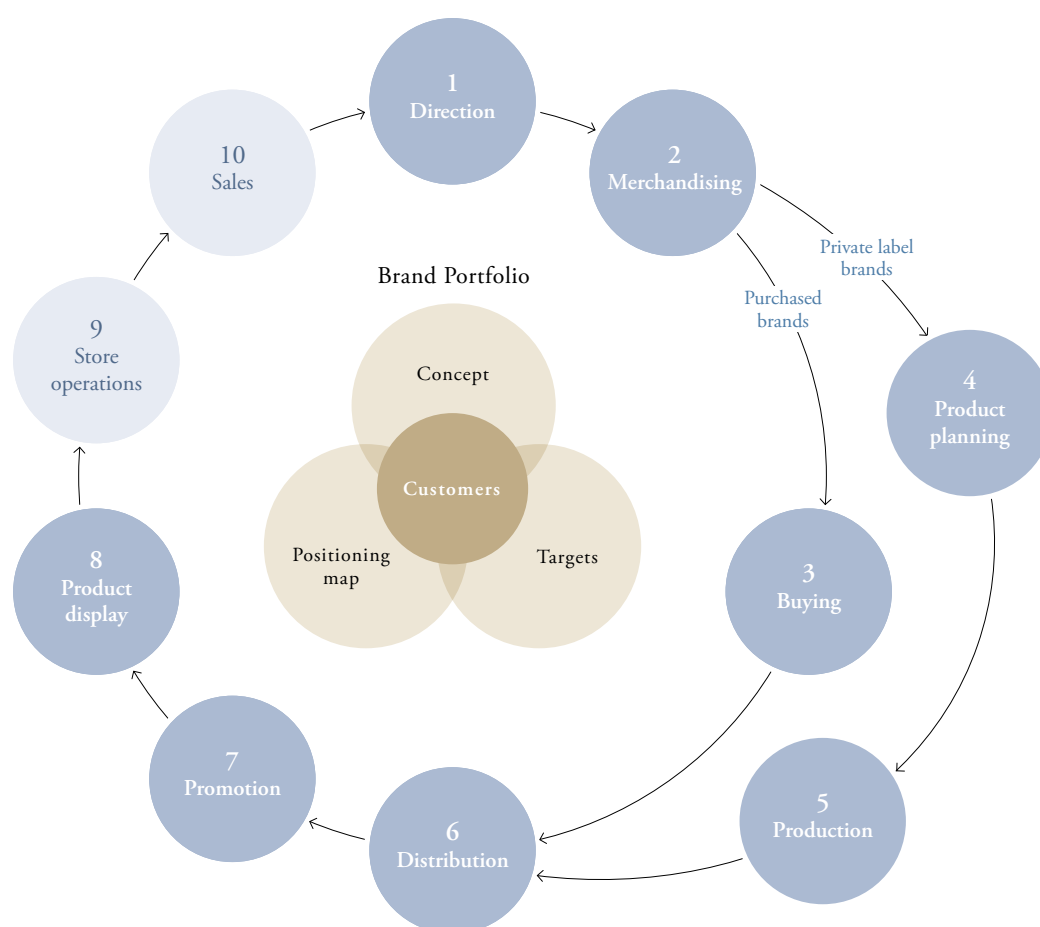 1
Direction
2
Merchandising
Private label
brands
Purchased
brands
3
Buying
4
Product
planning
5
Production
6
Distribution
7
Promotion
8
Product
display
9
Store
operations
10
Sales
Brand Portfolio
Concept
Customers
Positioning
map
Targets